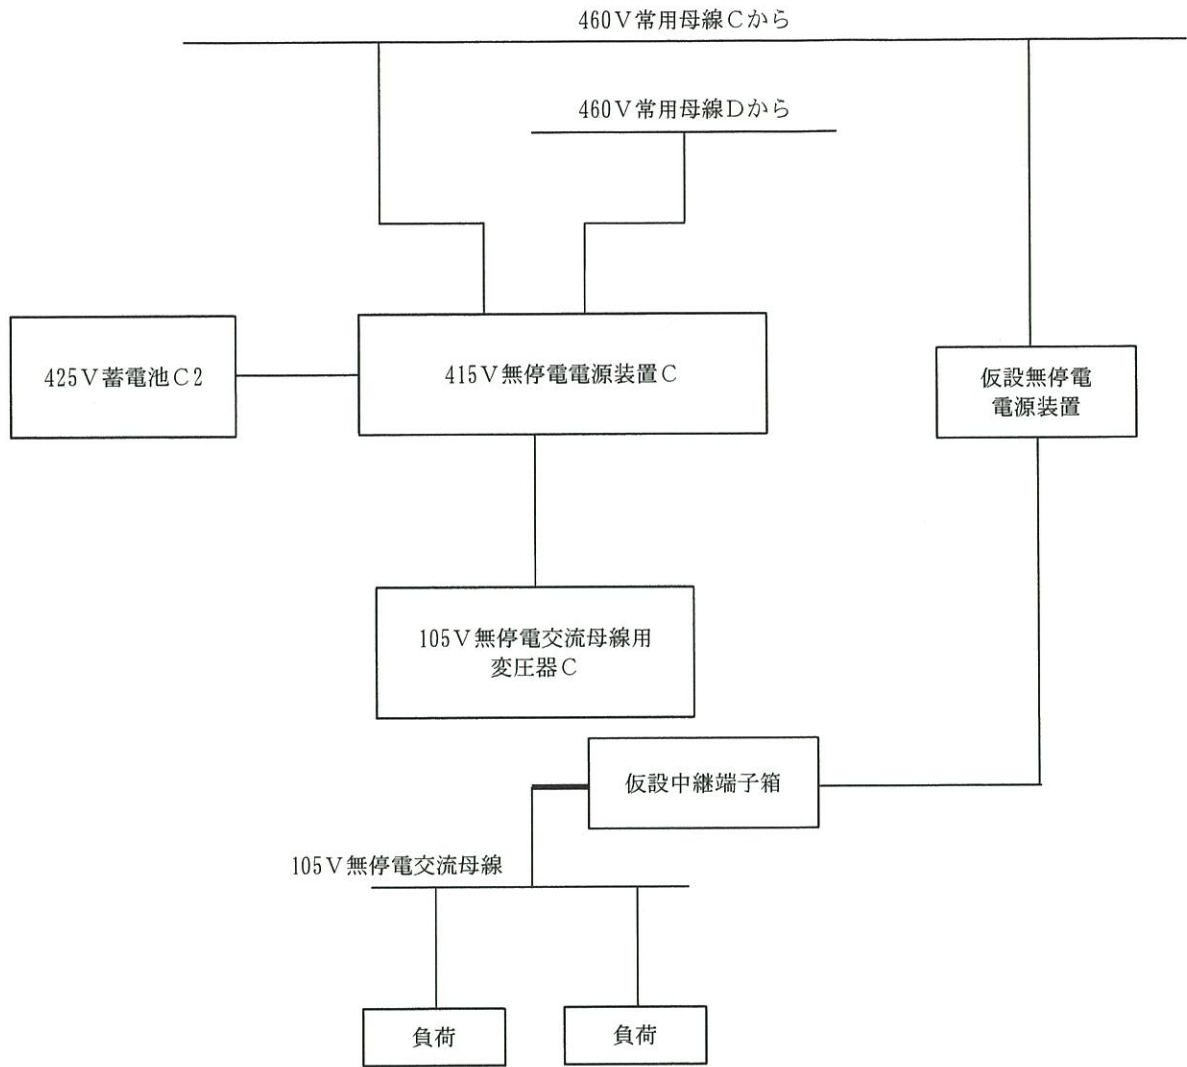 460V常用母線Cから
460V常用母線Dから
425V蓄電池C2
415V無停電電源装置C
仮設無停電
電源装置
105V無停電交流母線用
変圧器C
仮設中継端子箱
105V無停電交流母線
負荷
負荷